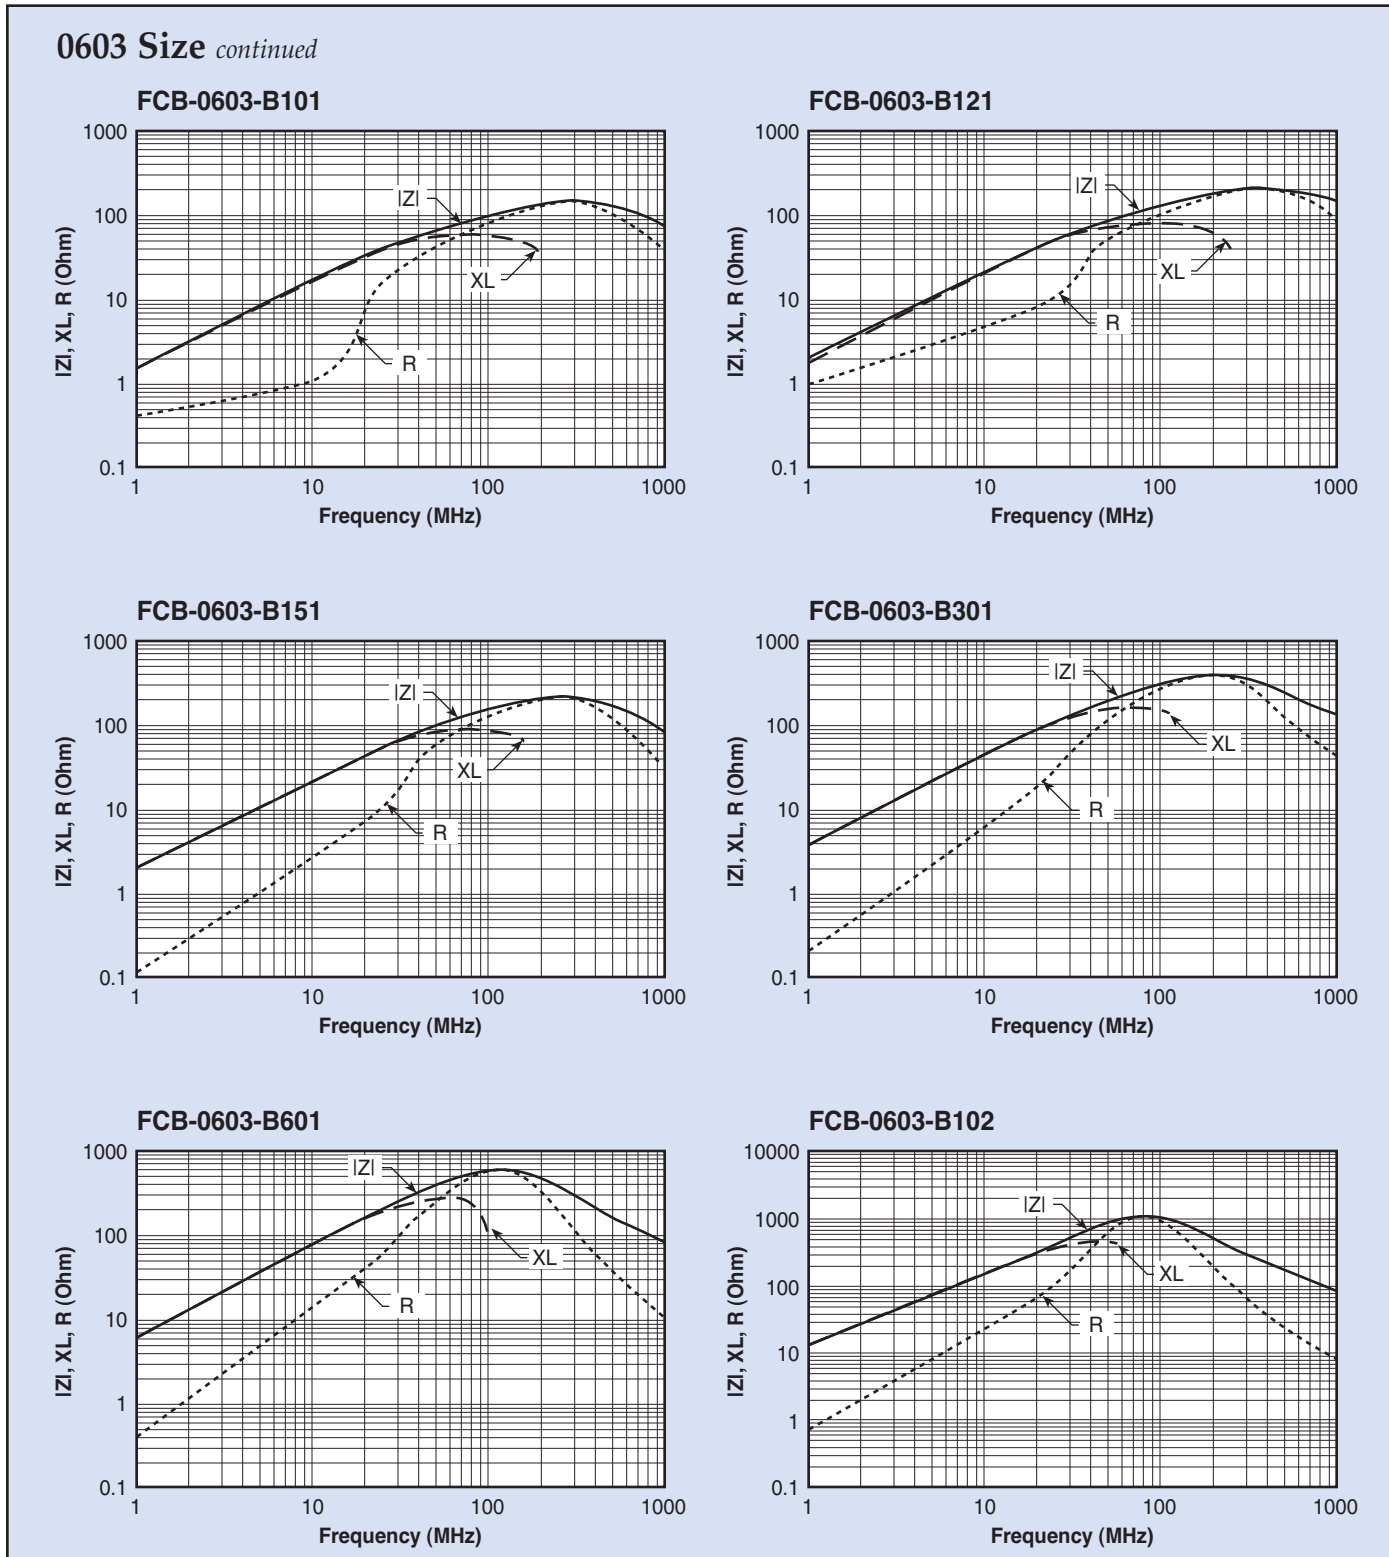 0603 Size continued
FCB-0603-B101
1000
100
10
1
0.1
|Z|, XL, R (Ohm)
|Z|
XL
R
1 10 100 1000
Frequency (MHz)
FCB-0603-B121
1000
100
10
1
0.1
|Z|, XL, R (Ohm)
|Z|
XL
R
1 10 100 1000
Frequency (MHz)
FCB-0603-B151
1000
100
10
1
0.1
|Z|, XL, R (Ohm)
|Z|
XL
R
1 10 100 1000
Frequency (MHz)
FCB-0603-B301
1000
100
10
1
0.1
|Z|, XL, R (Ohm)
|Z|
XL
R
1 10 100 1000
Frequency (MHz)
FCB-0603-B601
1000
100
10
1
0.1
|Z|, XL, R (Ohm)
|Z|
XL
R
1 10 100 1000
Frequency (MHz)
FCB-0603-B102
10000
1000
100
10
1
0.1
|Z|, XL, R (Ohm)
|Z|
XL
R
1 10 100 1000
Frequency (MHz)